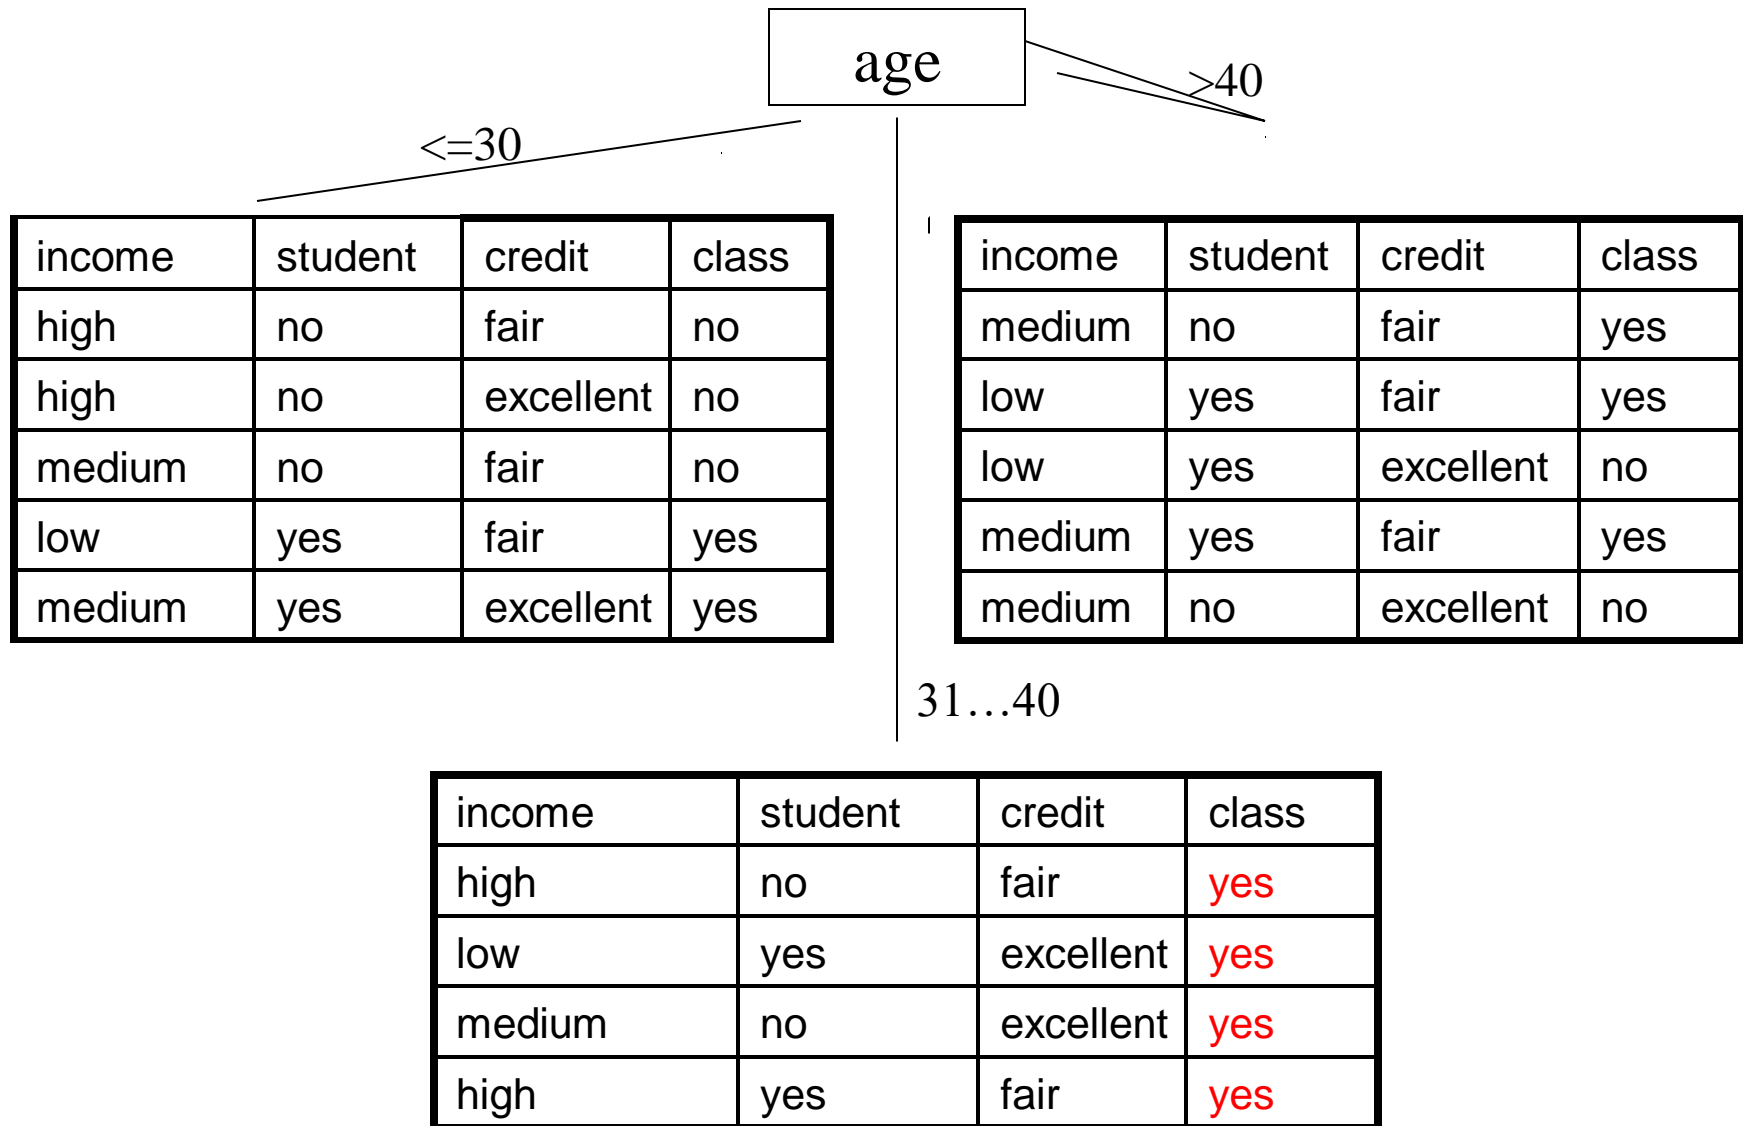 age
>40
<=30
income student credit class
high no fair no
high no excellent no
medium no fair no
low yes fair yes
medium yes excellent yes
income student credit class
medium no fair yes
low yes fair yes
low yes excellent no
medium yes fair yes
medium no excellent no
31…40
income student credit class
high no fair yes
low yes excellent yes
medium no excellent yes
high yes fair yes